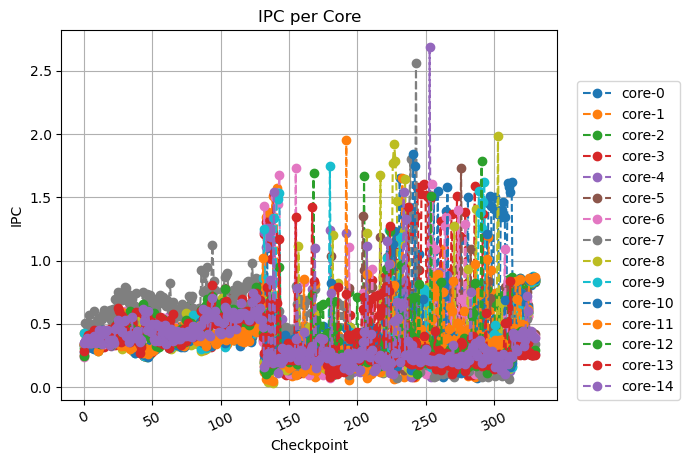 IPC per Core
IPC
2.5
2.0
1.5
1.0
0.5
0.0
0
50
100
150
200
250
300
Checkpoint
core-0
core-1
core-2
core-3
core-4
core-5
core-6
core-7
core-8
core-9
core-10
core-11
core-12
core-13
core-14